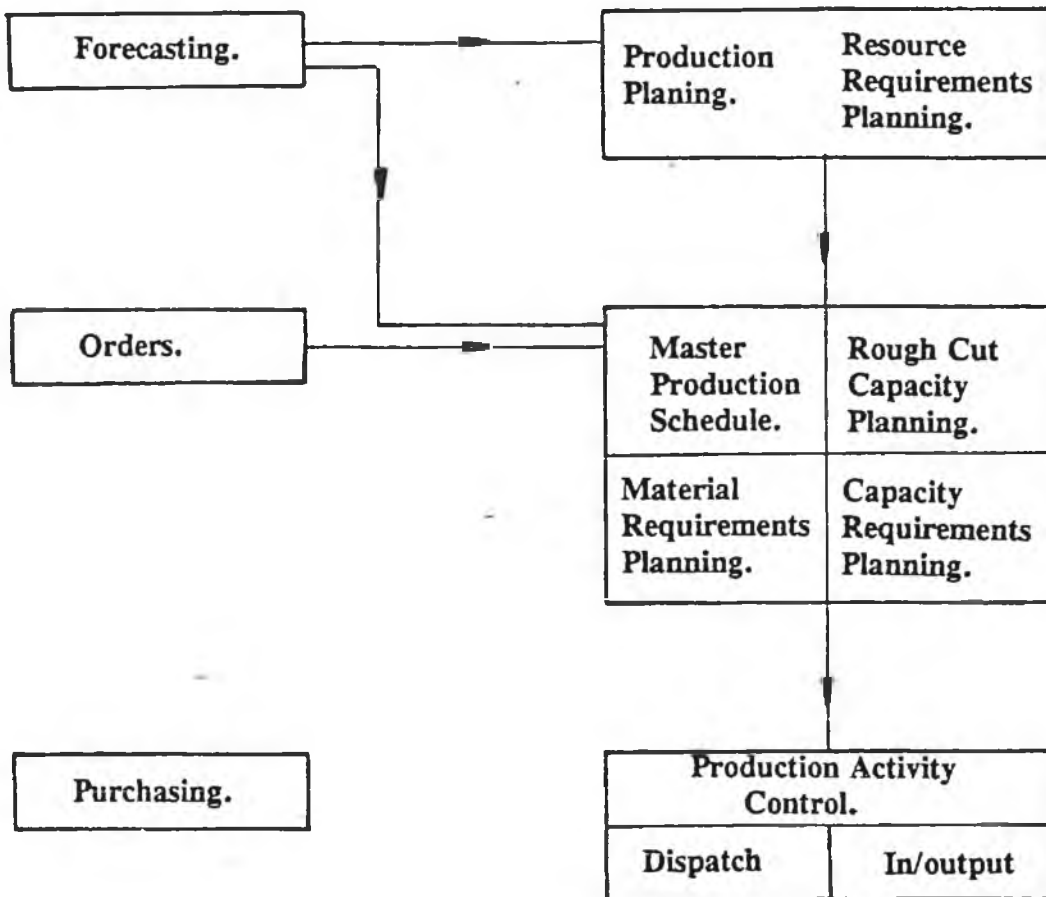 Forecasting.
Production
Planing.
Resource
Requirements
Planning.
Orders.
Master
Production
Schedule.
Rough Cut
Capacity
Planning.
Material
Requirements
Planning.
Capacity
Requirements
Planning.
Purchasing.
Production Activity
Control.
Dispatch
In/output